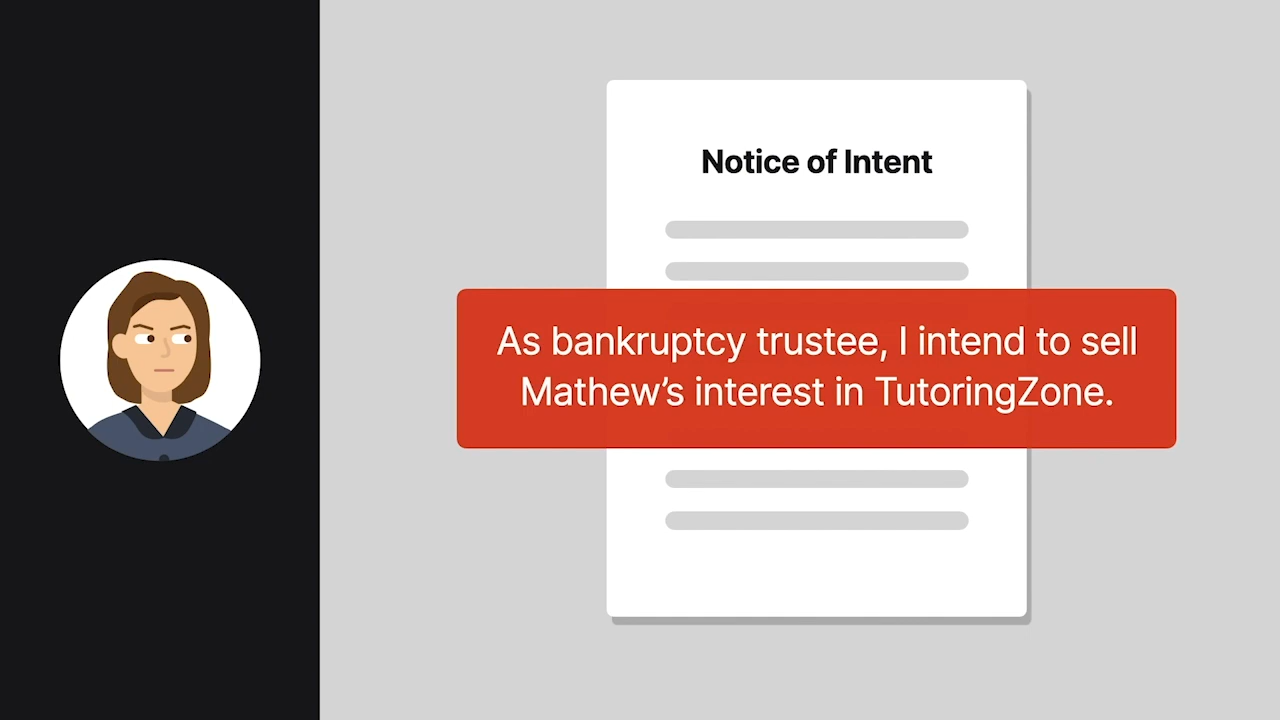 Notice of Intent
As bankruptcy trustee, I intend to sell
Mathew’s interest in TutoringZone.